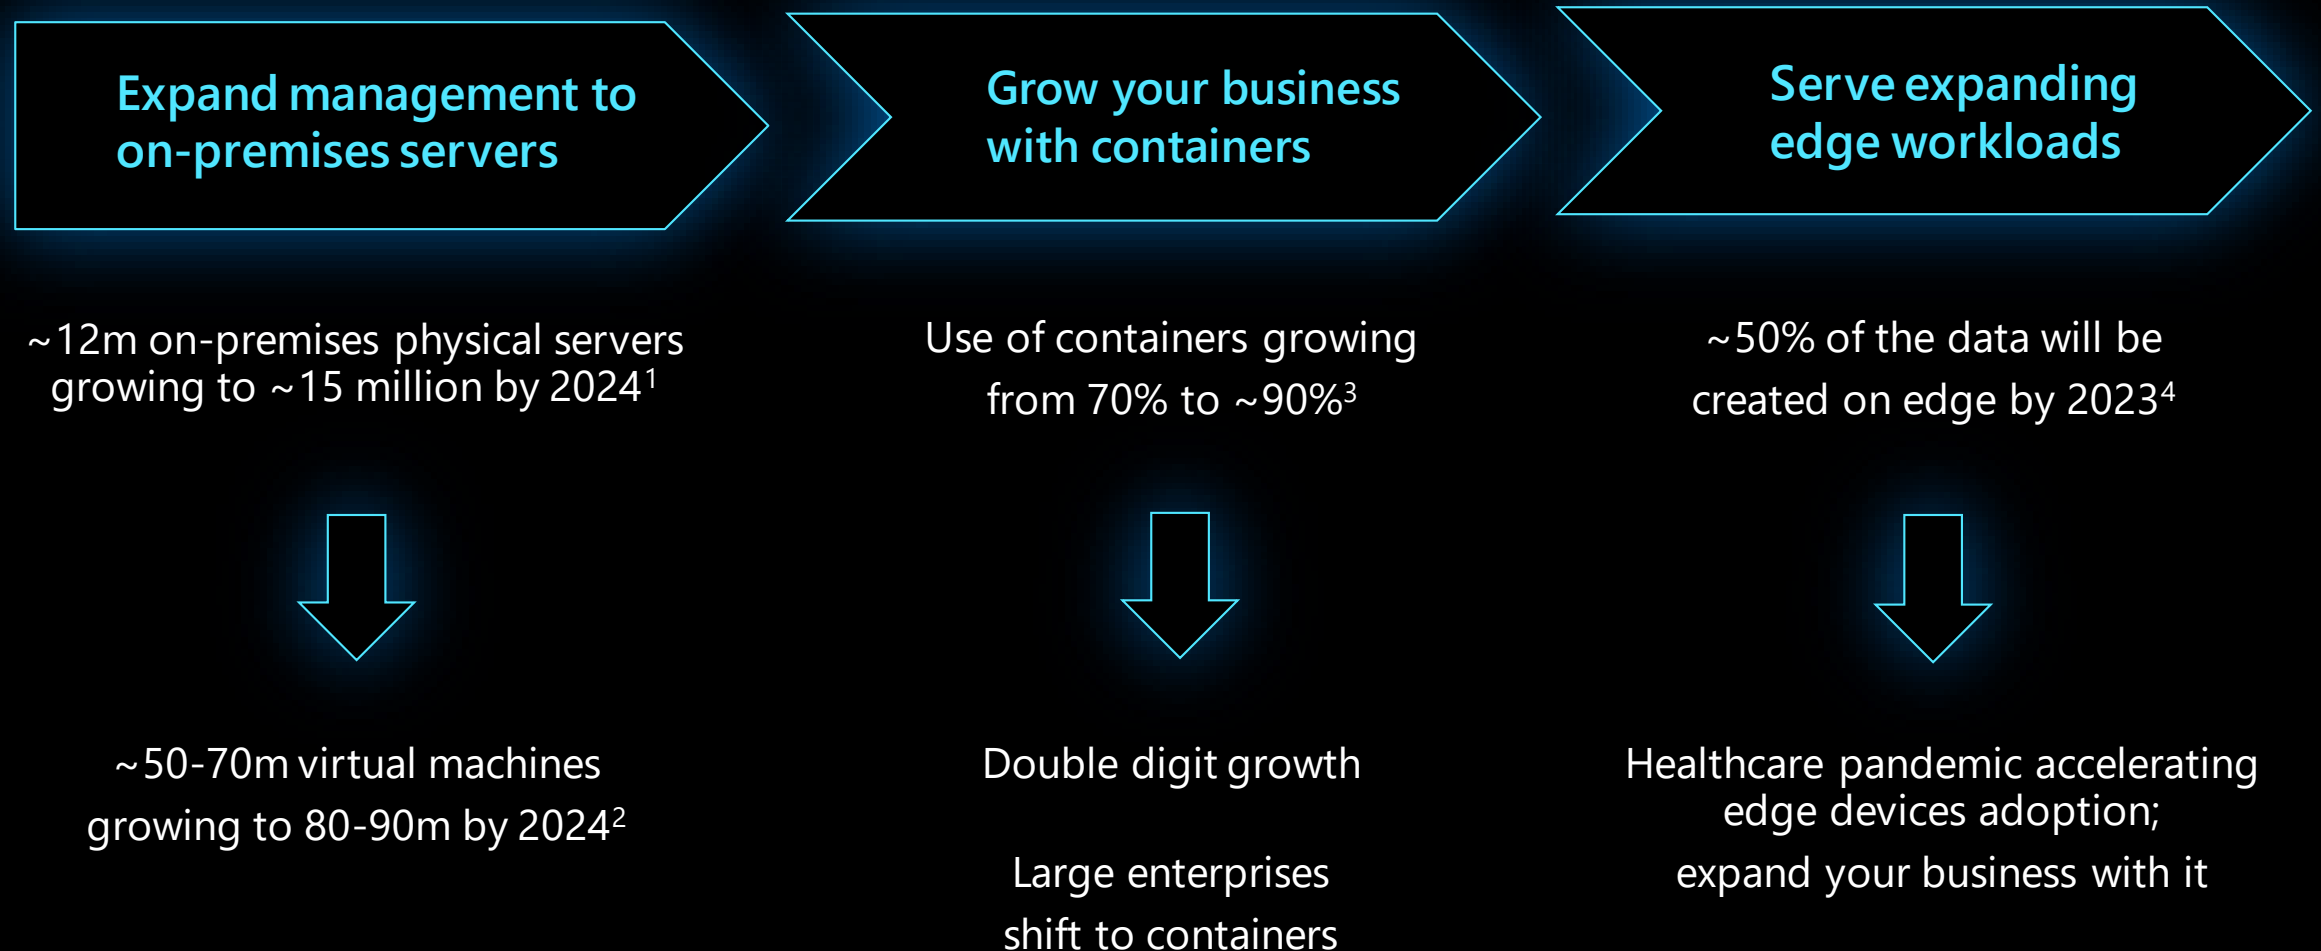 Expand management to
on-premises servers
Grow your business
with containers
Serve expanding
edge workloads
~12m on-premises physical servers
growing to ~15 million by 2024¹
Use of containers growing
from 70% to ~90%³
~50% of the data will be
created on edge by 2023⁴
~50-70m virtual machines
growing to 80-90m by 2024²
Double digit growth
Large enterprises
shift to containers
Healthcare pandemic accelerating
edge devices adoption;
expand your business with it